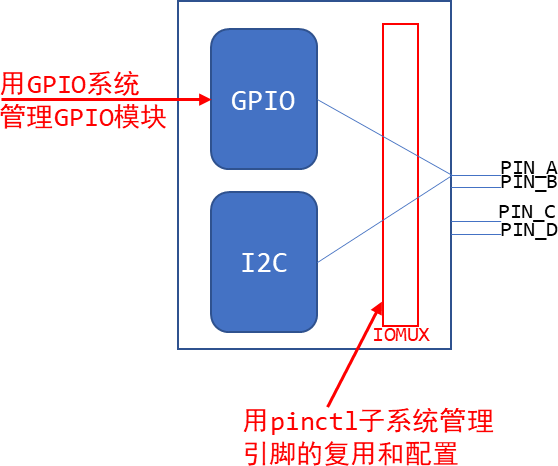 用GPIO系统
管理GPIO模块
GPIO
I2C
PIN_A
PIN_B
PIN_C
PIN_D
IOMUX
用pinctl子系统管理
引脚的复用和配置